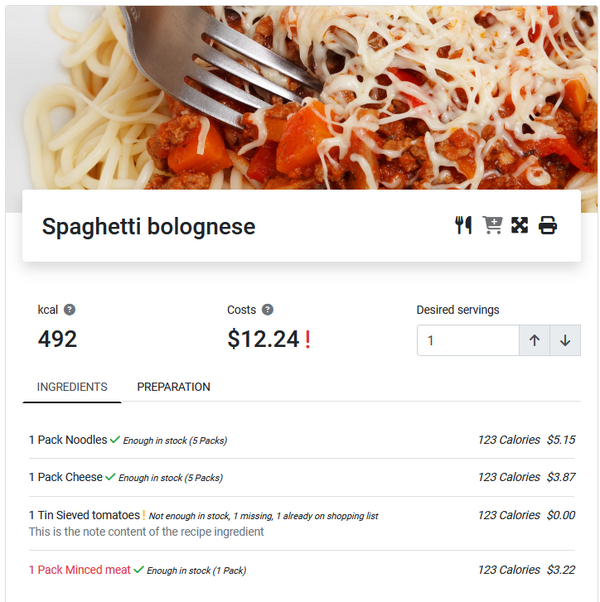 Spaghetti bolognese
kcal ?
Costs ?
Desired servings
492
$12.24 !
1
INGREDIENTS
PREPARATION
1 Pack Noodles Enough in stock (5 Packs) 123 Calories $5.15
1 Pack Cheese Enough in stock (5 Packs) 123 Calories $3.87
1 Tin Sieved tomatoes ! Not enough in stock, 1 missing, 1 already on shopping list 123 Calories $0.00
This is the note content of the recipe ingredient
1 Pack Minced meat Enough in stock (1 Pack) 123 Calories $3.22